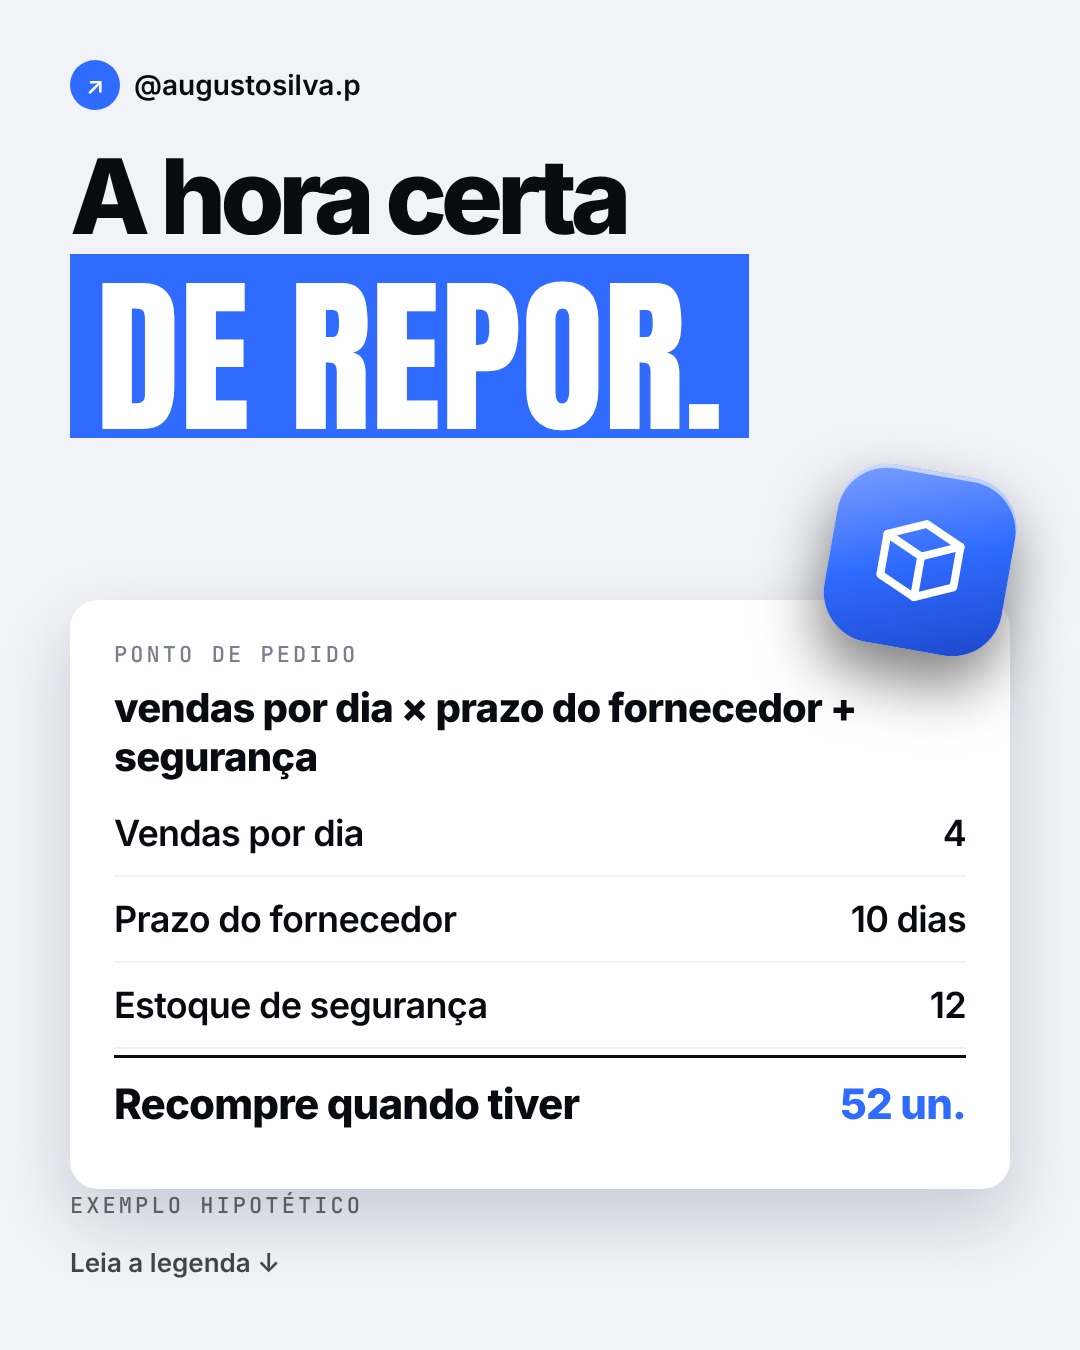 @augustosilva.p
A hora certa
DE REPOR.
PONTO DE PEDIDO
vendas por dia × prazo do fornecedor +
segurança
Vendas por dia 4
Prazo do fornecedor 10 dias
Estoque de segurança 12
Recompre quando tiver 52 un.
EXEMPLO HIPOTÉTICO
Leia a legenda ↓